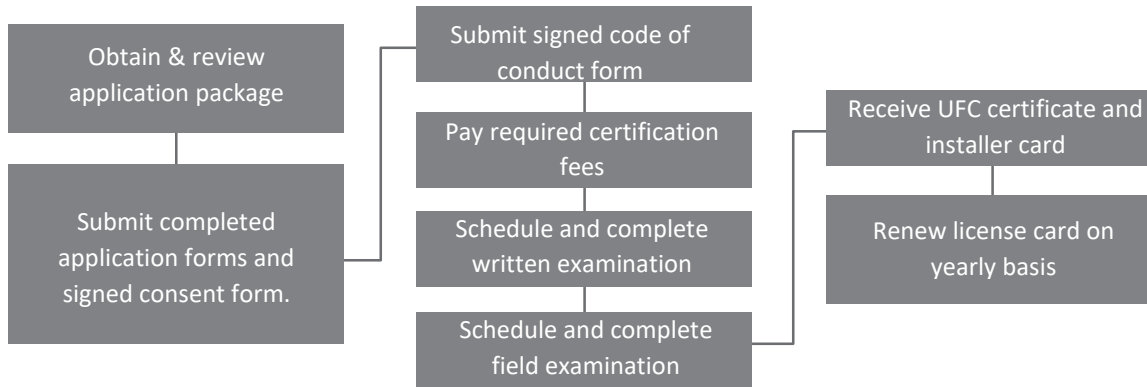 Obtain & review
application package
Submit completed
application forms and
signed consent form.
Submit signed code of
conduct form
Pay required certification
fees
Schedule and complete
written examination
Schedule and complete
field examination
Receive UFC certificate and
installer card
Renew license card on
yearly basis